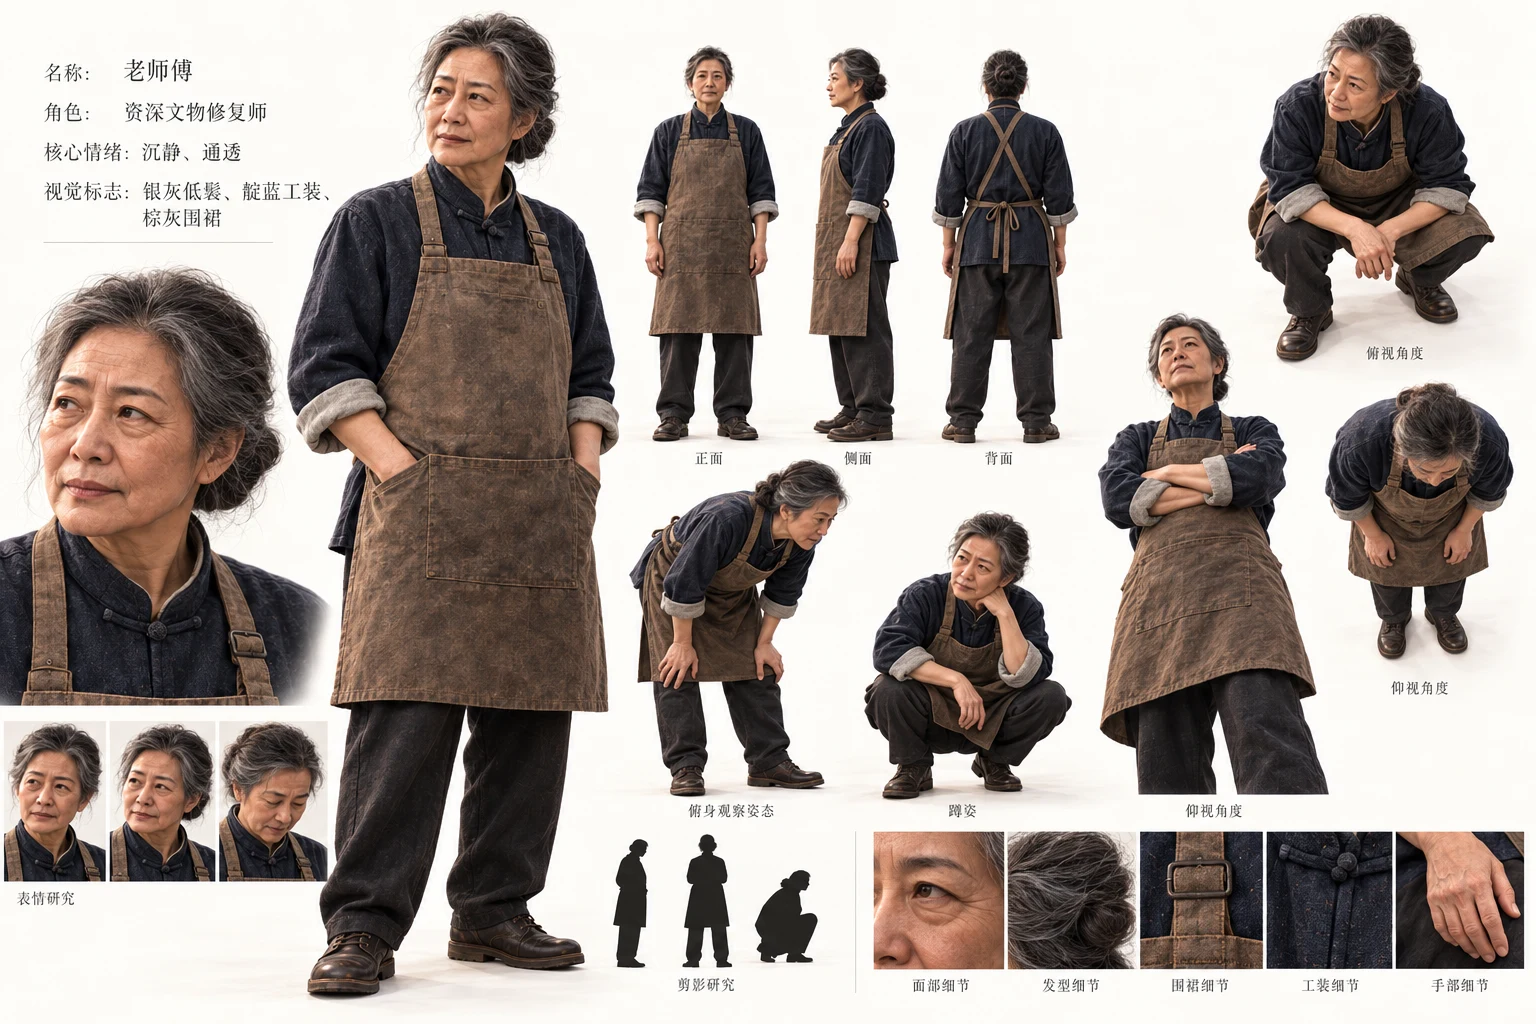 名称： 老师傅
角色： 资深文物修复师
核心情绪：沉静、通透
视觉标志：银灰低髻、靛蓝工装、
棕灰围裙
正面
侧面
背面
俯视角度
仰视角度
俯身观察姿态
蹲姿
仰视角度
表情研究
剪影研究
面部细节
发型细节
围裙细节
工装细节
手部细节